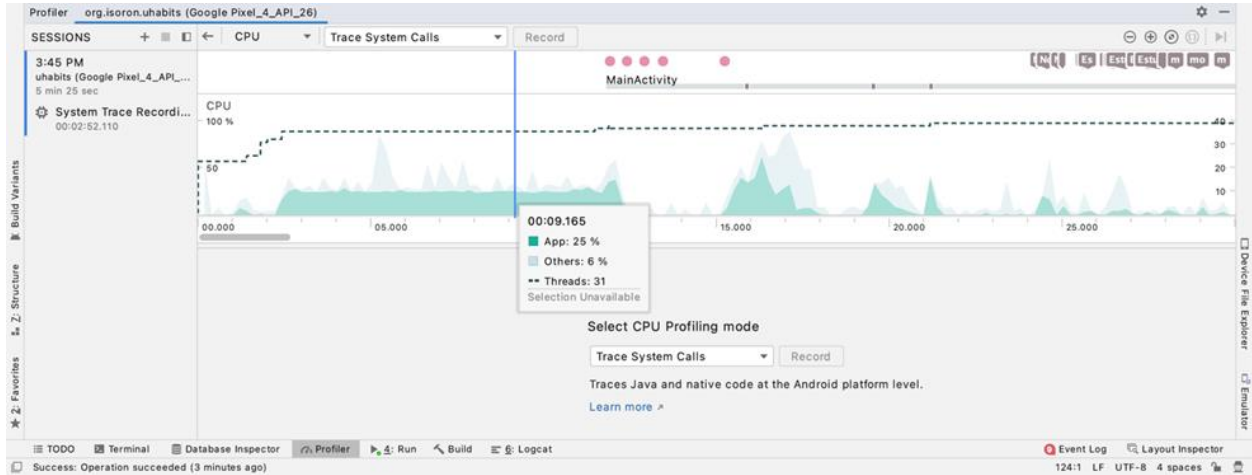 Profiler org.isoron.uhabits (Google Pixel_4_API_26)
SESSIONS
CPU
Trace System Calls
Record
3:45 PM
uhabits (Google Pixel_4_API_...
5 min 25 sec
System Trace Recordi...
00:02:52.110
MainActivity
Es
Est
m
mo
m
CPU
100 %
50
40
30
20
10
00.000
05.000
15.000
20.000
25.000
00:09.165
App: 25 %
Others: 6 %
Threads: 31
Selection Unavailable
Select CPU Profiling mode
Trace System Calls
Record
Traces Java and native code at the Android platform level.
Learn more
Build Variants
Z: Structure
2: Favorites
Device File Explorer
Emulator
TODO Terminal Database Inspector Profiler 4: Run Build 6: Logcat Event Log Layout Inspector
Success: Operation succeeded (3 minutes ago) 124:1 LF UTF-8 4 spaces